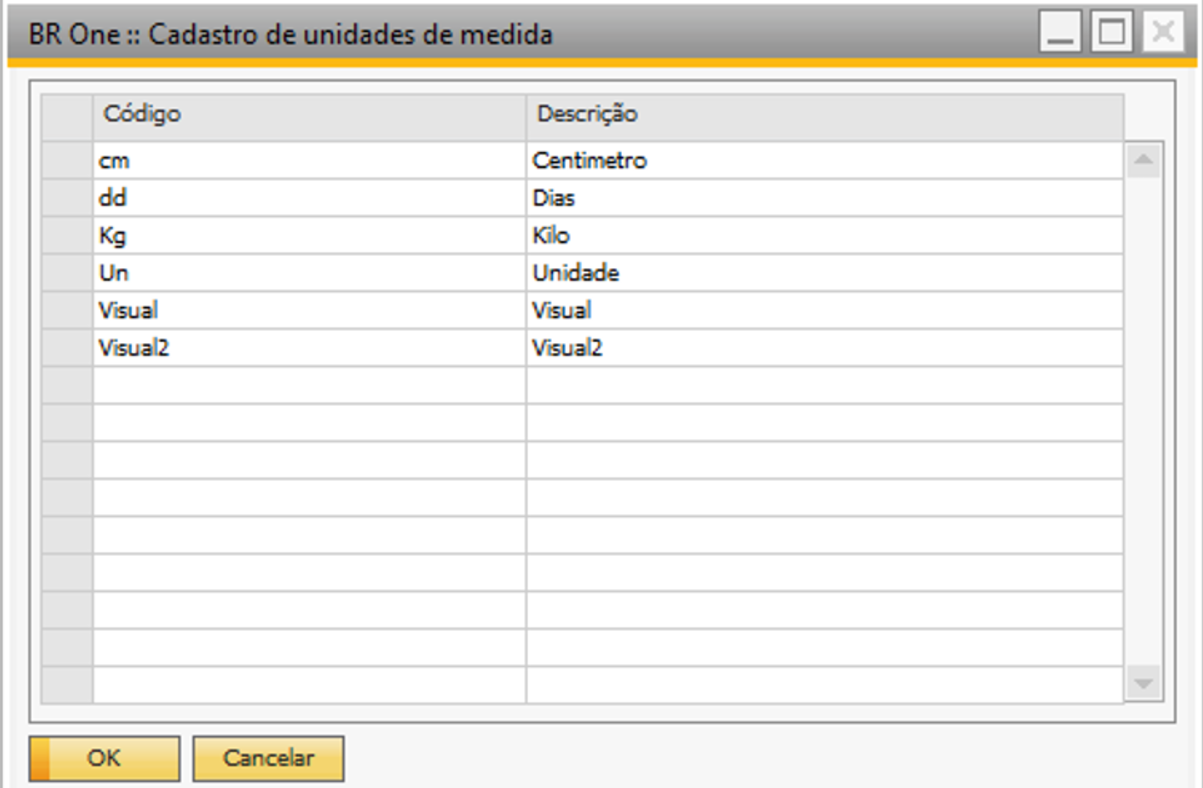 BR One :: Cadastro de unidades de medida
Código Descrição
cm Centimetro
dd Dias
Kg Kilo
Un Unidade
Visual Visual
Visual2 Visual2
OK Cancelar